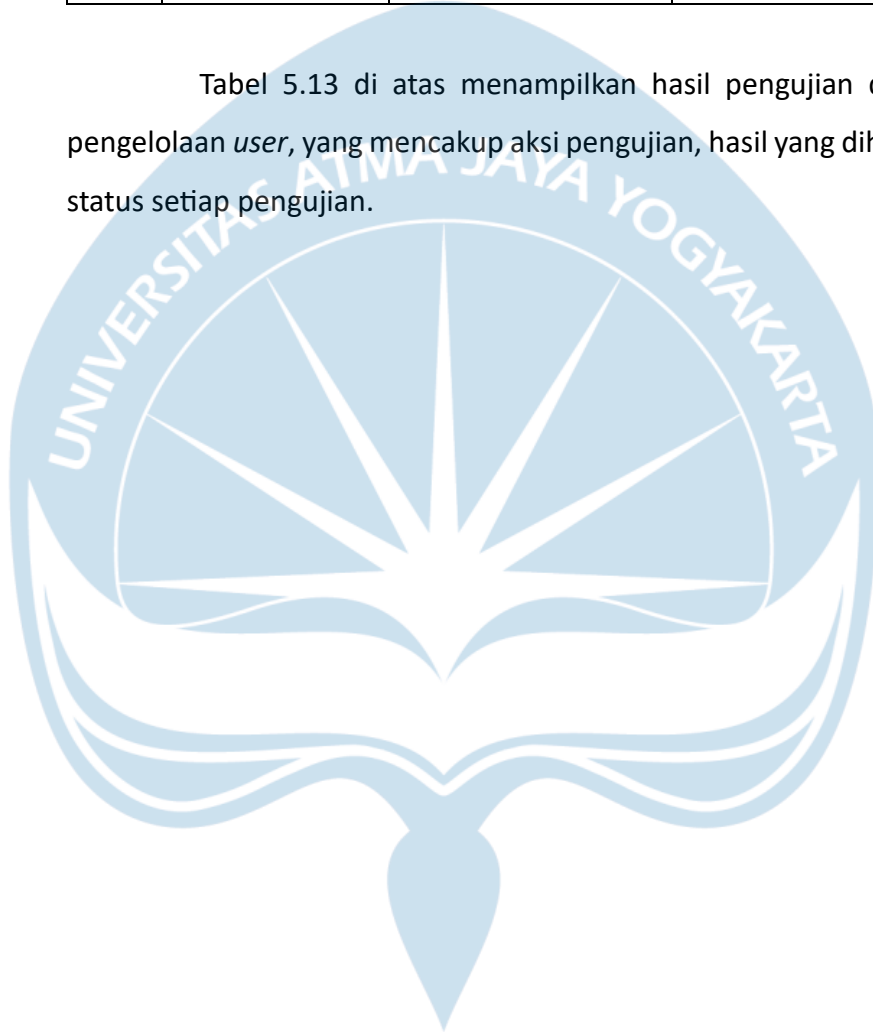 Tabel 5.13 di atas menampilkan hasil pengujian
pengelolaan user, yang mencakup aksi pengujian, hasil yang
status setiap pengujian.
UNIVERSITAS ATMA JAYA YOGYAKARTA